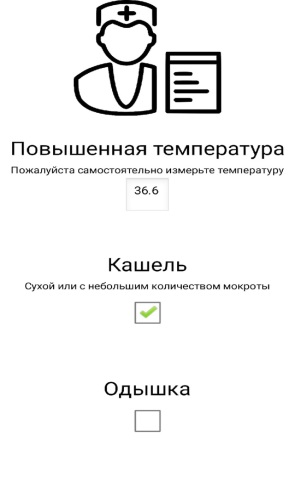 Повышенная температура
Пожалуйста самостоятельно измерьте температуру
36.6
Кашель
Сухой или с небольшим количеством мокроты
Одышка